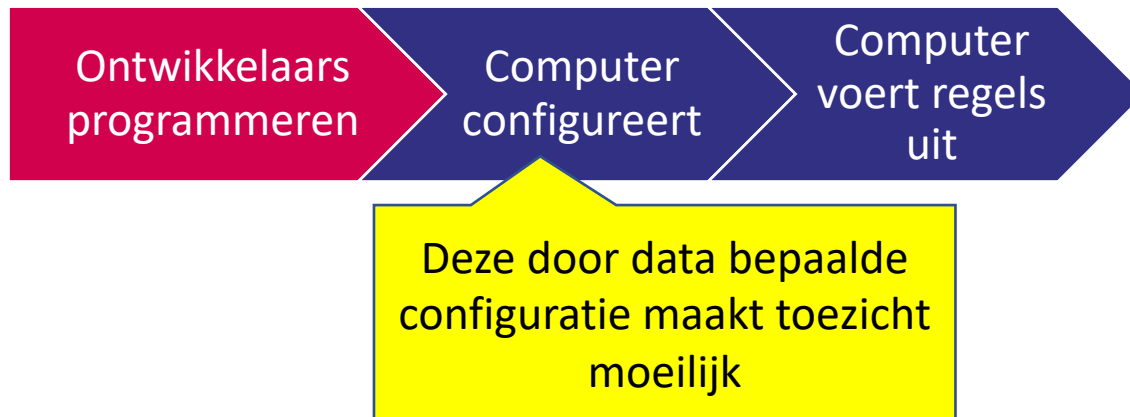 Ontwikkelaars
programmeren
Computer
configureert
Computer
voert regels
uit
Deze door data bepaalde
configuratie maakt toezicht
moeilijk